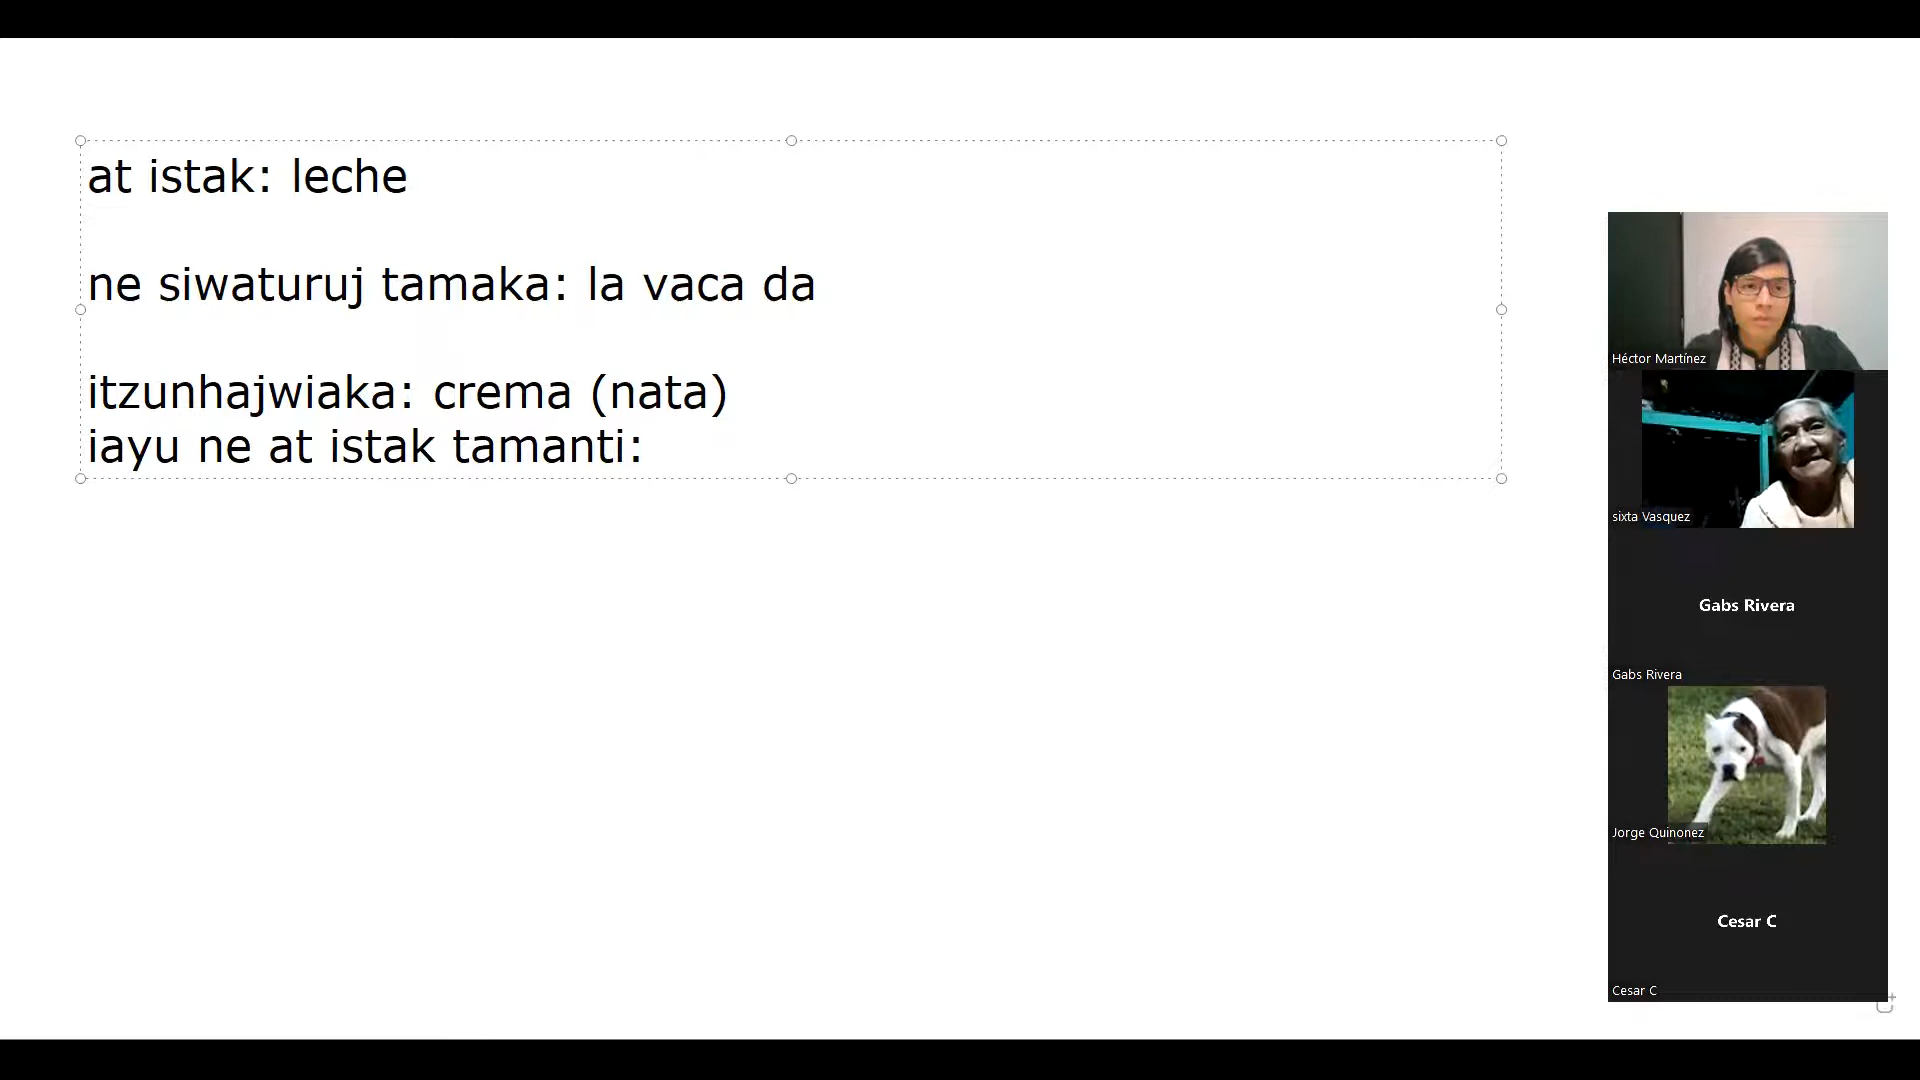 at istak: leche
ne siwaturuj tamaka: la vaca da
itzunhajwiaka: crema (nata)
iayu ne at istak tamanti:
Héctor Martínez
sixta Vasquez
Gabs Rivera
Gabs Rivera
Jorge Quinonez
Cesar C
Cesar C